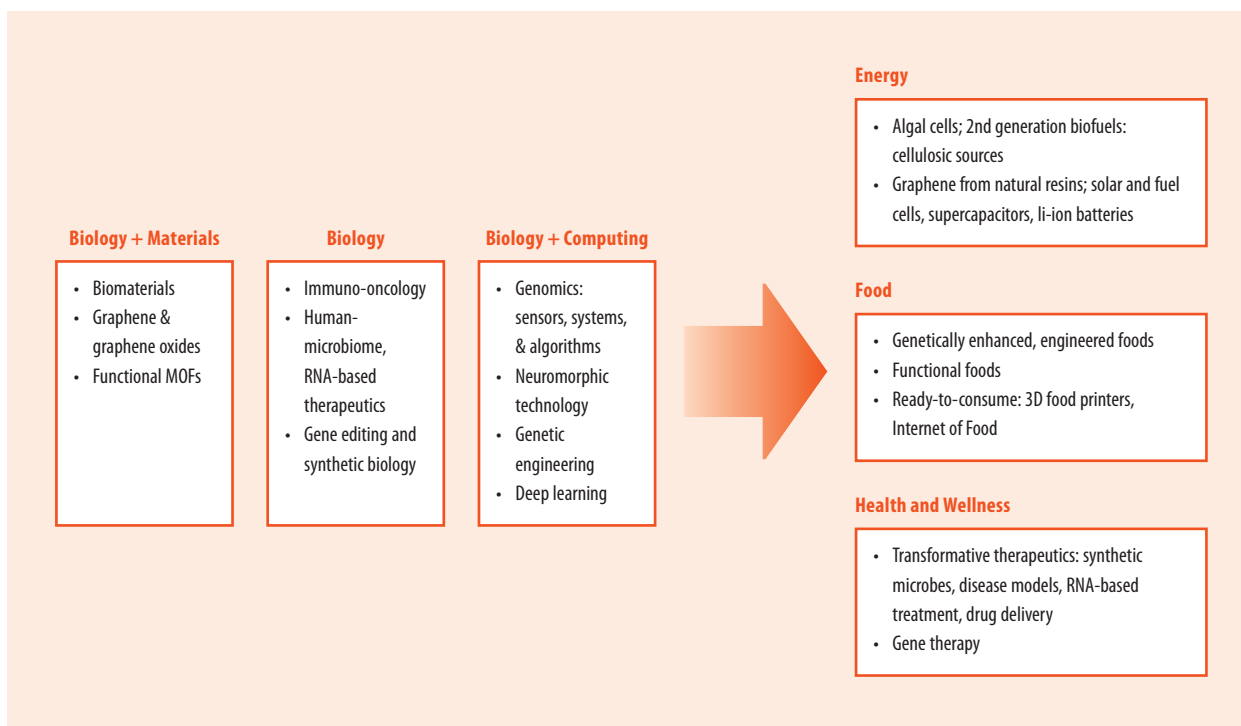 Biology + Materials
• Biomaterials
• Graphene &
graphene oxides
• Functional MOFs
Biology
• Immuno-oncology
• Human-
microbiome,
RNA-based
therapeutics
• Gene editing and
synthetic biology
Biology + Computing
• Genomics:
sensors, systems,
& algorithms
• Neuromorphic
technology
• Genetic
engineering
• Deep learning
Energy
• Algal cells; 2nd generation biofuels:
cellulosic sources
• Graphene from natural resins; solar and fuel
cells, supercapacitors, li-ion batteries
Food
• Genetically enhanced, engineered foods
• Functional foods
• Ready-to-consume: 3D food printers,
Internet of Food
Health and Wellness
• Transformative therapeutics: synthetic
microbes, disease models, RNA-based
treatment, drug delivery
• Gene therapy